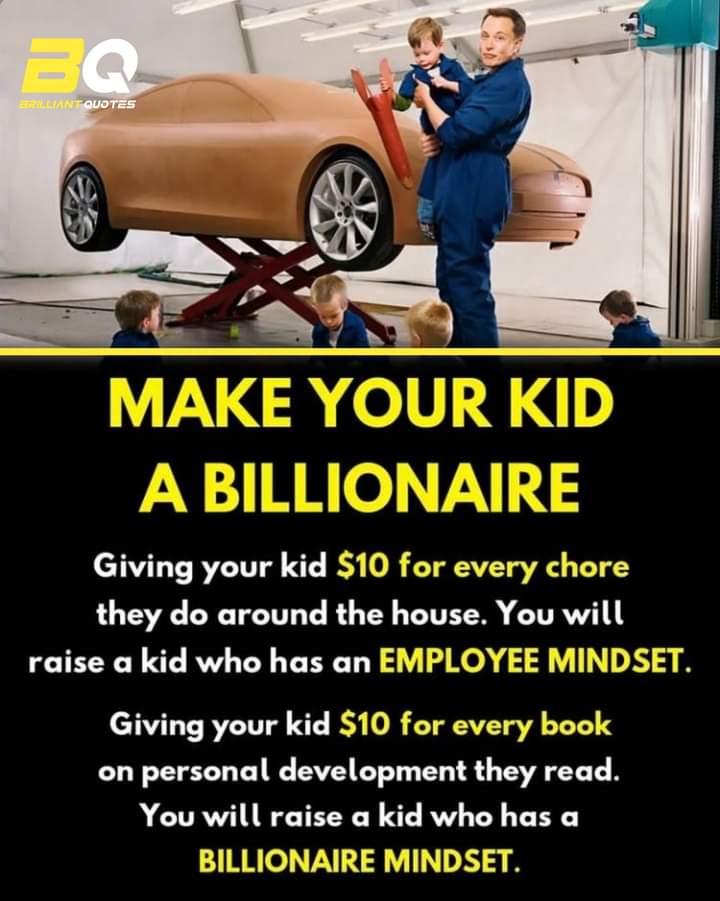 BQ
BRILLIANT QUOTES
MAKE YOUR KID
A BILLIONAIRE
Giving your kid $10 for every chore
they do around the house. You will
raise a kid who has an EMPLOYEE MINDSET.
Giving your kid $10 for every book
on personal development they read.
You will raise a kid who has a
BILLIONAIRE MINDSET.